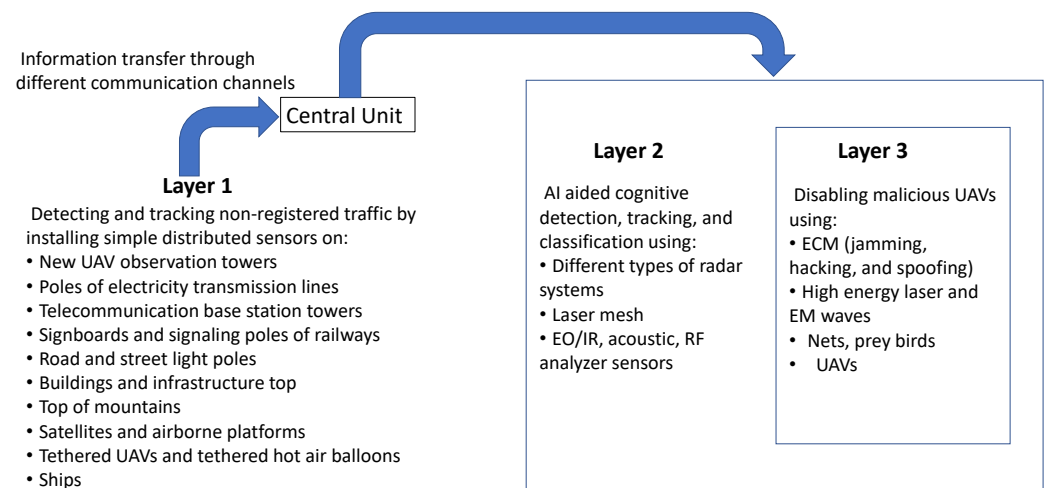 Information transfer through
different communication channels
Central Unit
Layer 1
Detecting and tracking non-registered traffic by
installing simple distributed sensors on:
• New UAV observation towers
• Poles of electricity transmission lines
• Telecommunication base station towers
• Signboards and signaling poles of railways
• Road and street light poles
• Buildings and infrastructure top
• Top of mountains
• Satellites and airborne platforms
• Tethered UAVs and tethered hot air balloons
• Ships
Layer 2
AI aided cognitive
detection, tracking, and
classification using:
• Different types of radar
systems
• Laser mesh
• EO/IR, acoustic, RF
analyzer sensors
Layer 3
Disabling malicious UAVs
using:
• ECM (jamming,
hacking, and spoofing)
• High energy laser and
EM waves
• Nets, prey birds
• UAVs